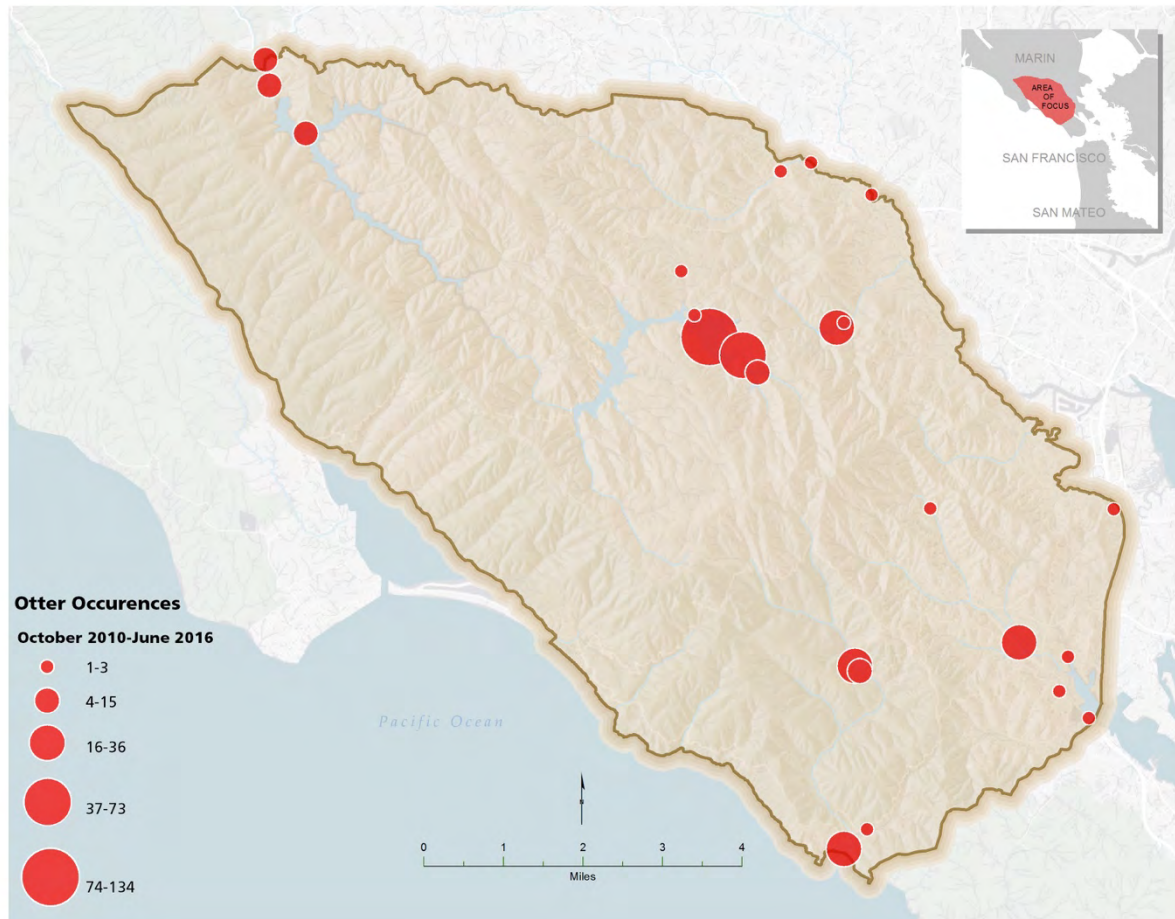 MARIN
AREA
OF
FOCUS
SAN FRANCISCO
SAN MATEO
Otter Occurences
October 2010-June 2016
1-3
4-15
16-36
37-73
74-134
Pacific Ocean
N
0 1 2 3 4
Miles